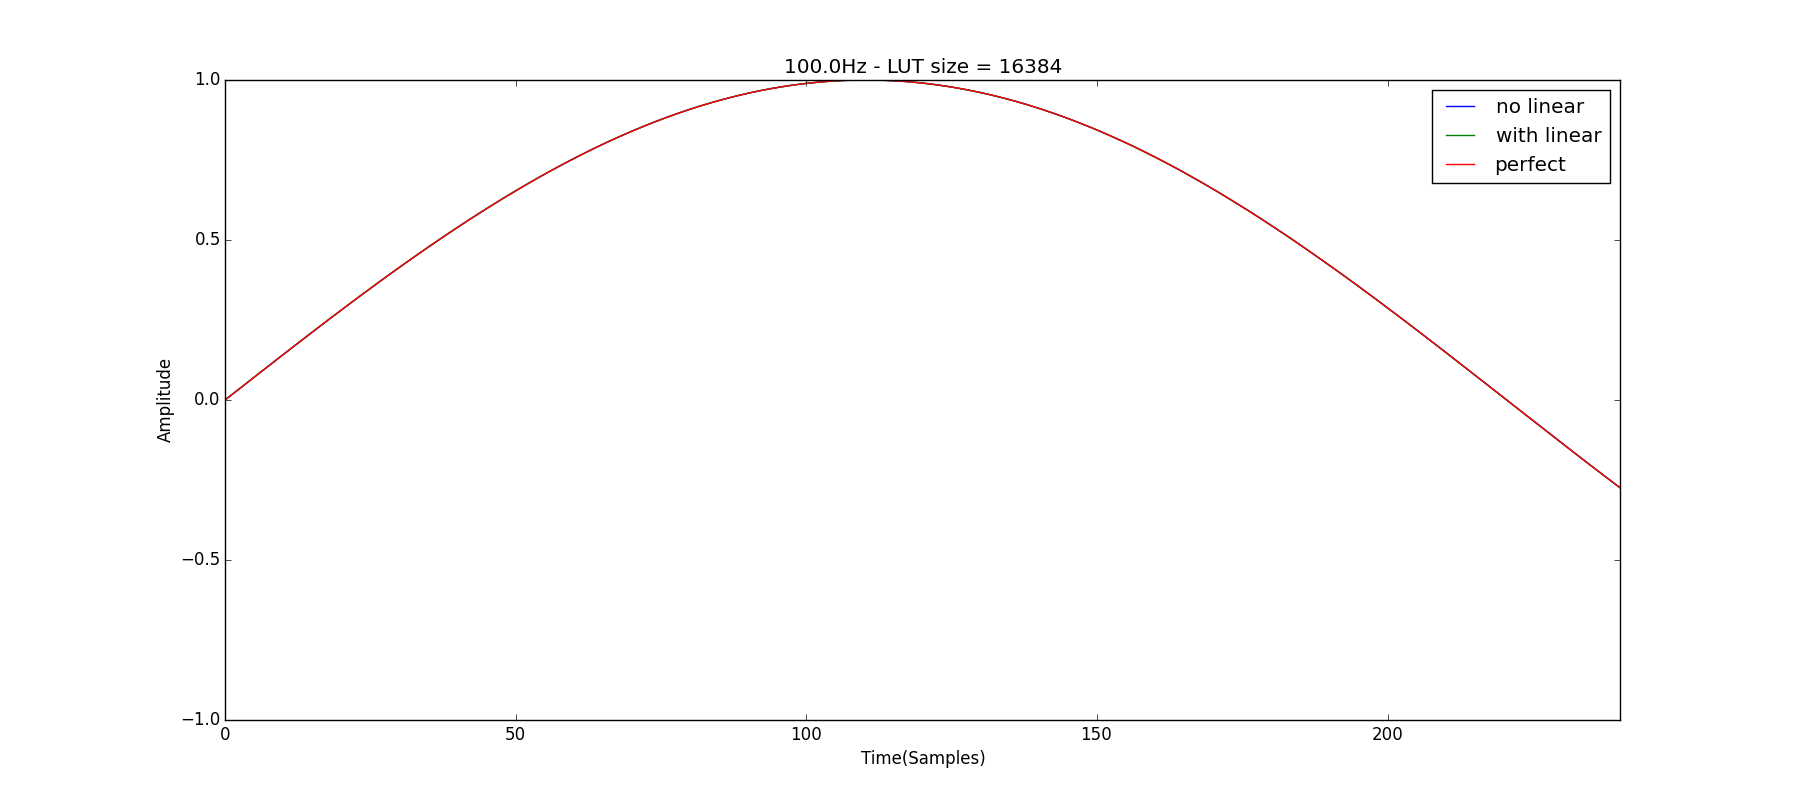 100.0Hz - LUT size = 16384
1.0
0.5
0.0
−0.5
−1.0
Amplitude
no linear
with linear
perfect
0 50 100 150 200
Time(Samples)